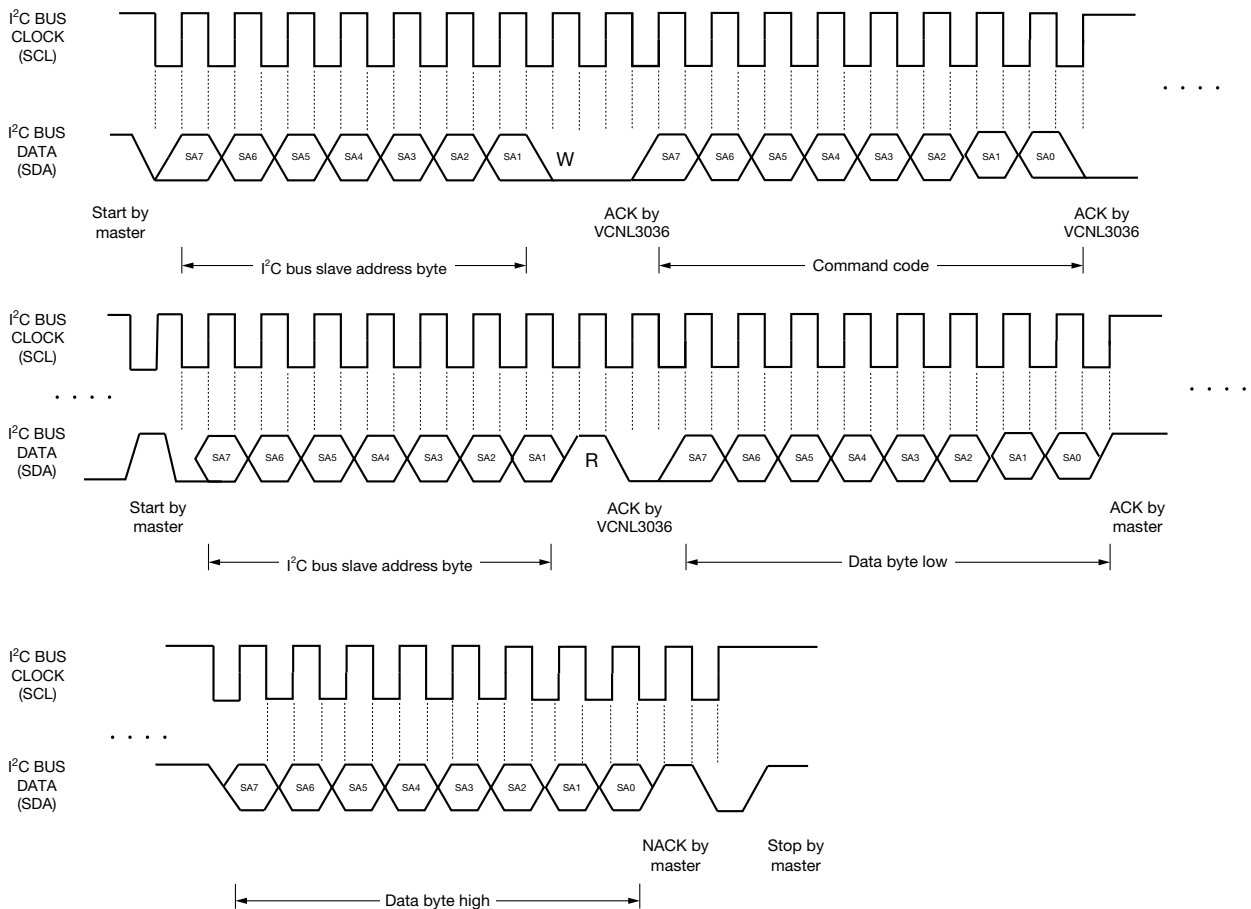 I²C BUS
CLOCK
(SCL)
. . . .
I²C BUS
DATA
(SDA)
SA7 SA6 SA5 SA4 SA3 SA2 SA1 W SA7 SA6 SA5 SA4 SA3 SA2 SA1 SA0
Start by
master
ACK by
VCNL3036
ACK by
VCNL3036
I²C bus slave address byte
Command code
I²C BUS
CLOCK
(SCL)
. . . .
. . . .
I²C BUS
DATA
(SDA)
SA7 SA6 SA5 SA4 SA3 SA2 SA1 R SA7 SA6 SA5 SA4 SA3 SA2 SA1 SA0
Start by
master
ACK by
VCNL3036
ACK by
master
I²C bus slave address byte
Data byte low
I²C BUS
CLOCK
(SCL)
. . . .
I²C BUS
DATA
(SDA)
SA7 SA6 SA5 SA4 SA3 SA2 SA1 SA0
NACK by
master
Stop by
master
Data byte high